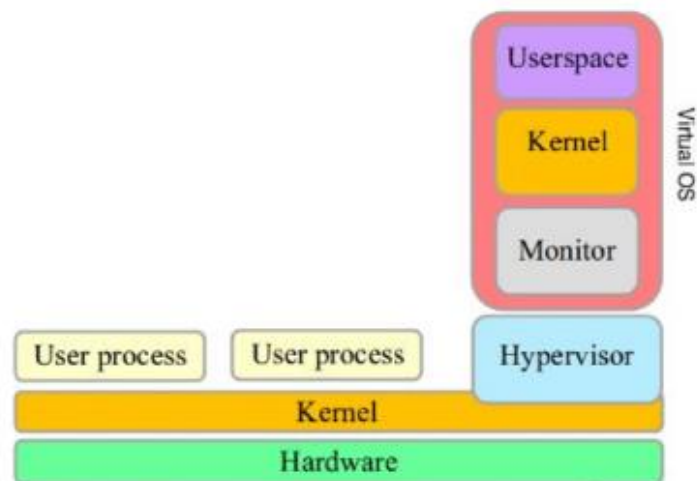 Userspace
Kernel
Monitor
Virtual OS
User process
User process
Hypervisor
Kernel
Hardware